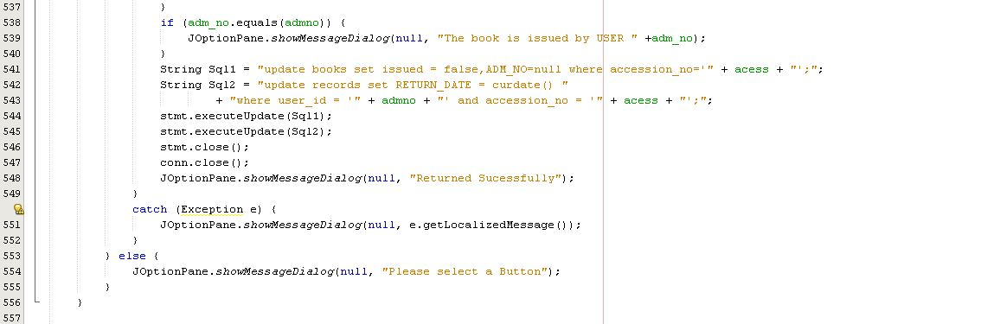 537 }
538 if (adm_no.equals(admno)) {
539 JOptionPane.showMessageDialog(null, "The book is issued by USER " +adm_no);
540 }
541 String Sql1 = "update books set issued = false,ADM_NO=null where accession_no='" + acess + "';";
542 String Sql2 = "update records set RETURN_DATE = curdate() "
543 + "where user_id = '" + admno + "' and accession_no = '" + acess + "';";
544 stmt.executeUpdate(Sql1);
545 stmt.executeUpdate(Sql2);
546 stmt.close();
547 conn.close();
548 JOptionPane.showMessageDialog(null, "Returned Sucessfully");
549 }
catch (Exception e) {
551 JOptionPane.showMessageDialog(null, e.getLocalizedMessage());
552 }
553 } else {
554 JOptionPane.showMessageDialog(null, "Please select a Button");
555 }
556 }
557